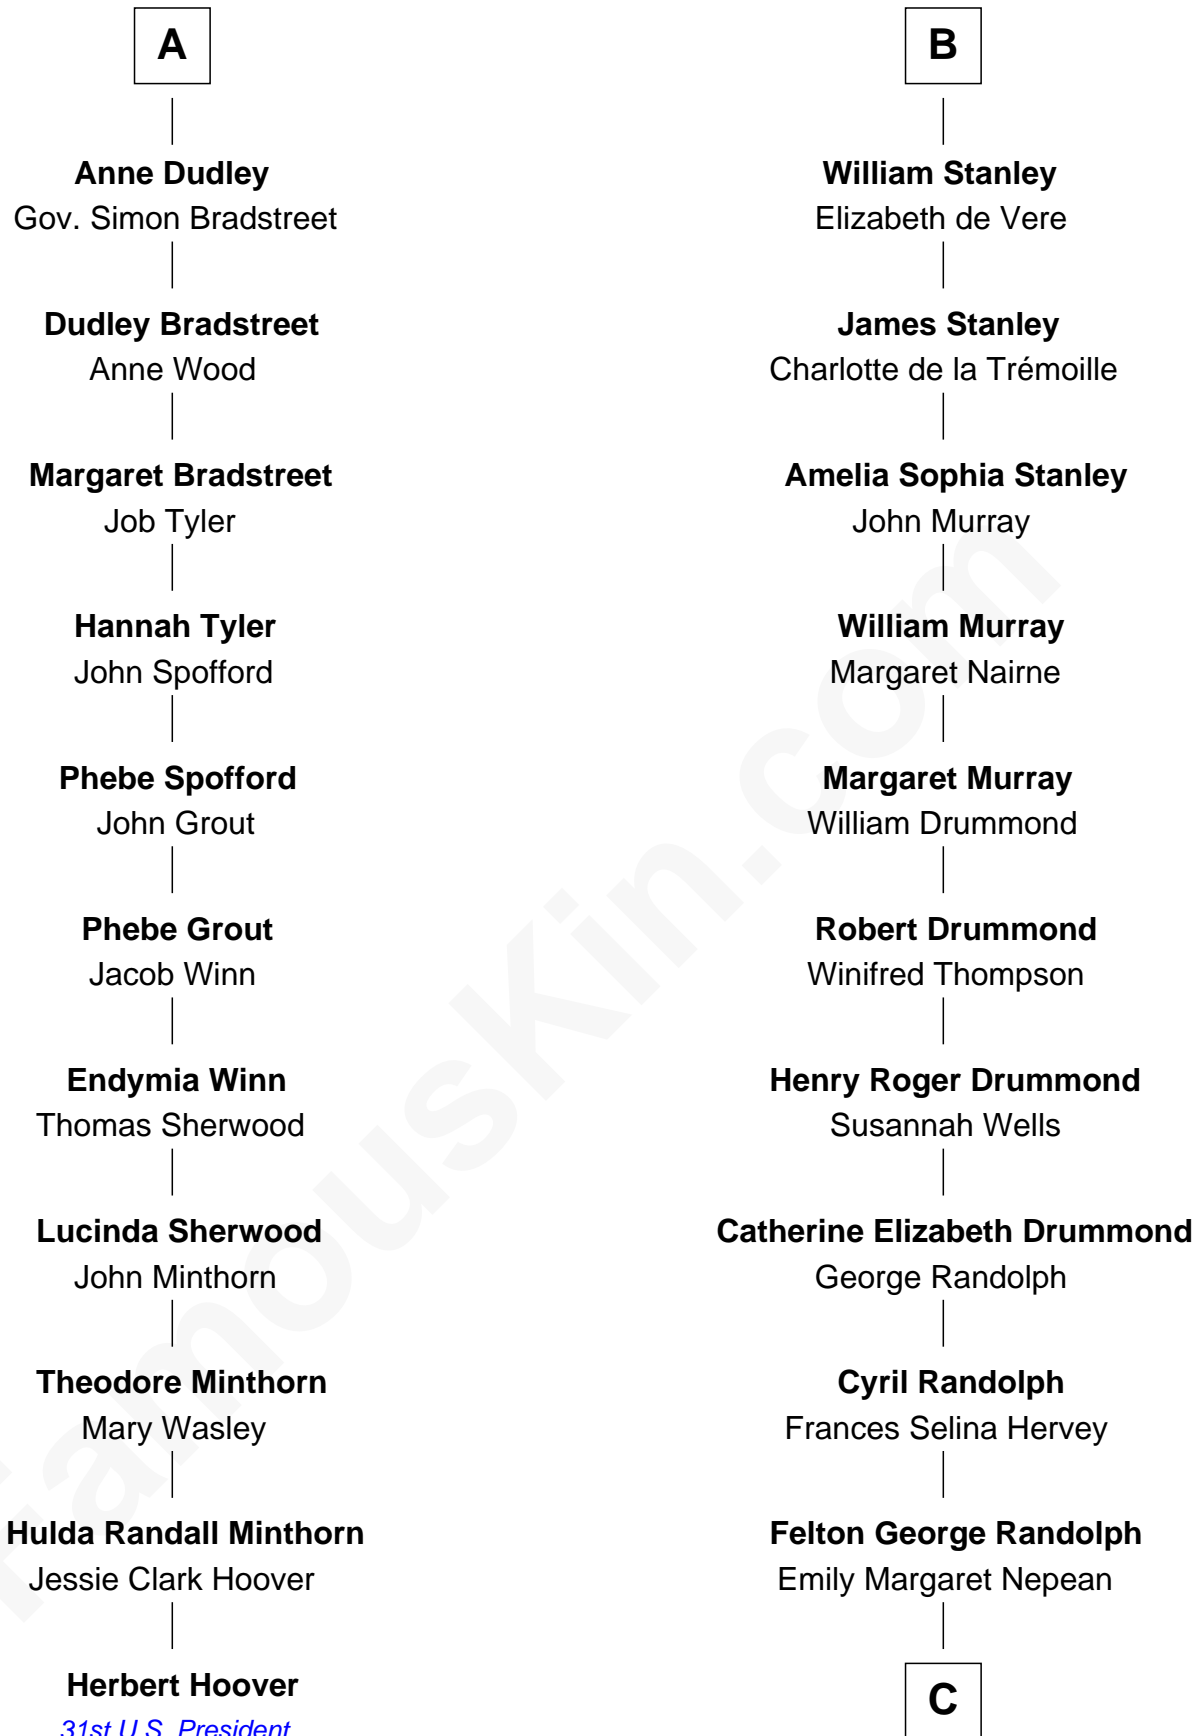 A
Anne Dudley
Gov. Simon Bradstreet
Dudley Bradstreet
Anne Wood
Margaret Bradstreet
Job Tyler
Hannah Tyler
John Spofford
Phebe Spofford
John Grout
Phebe Grout
Jacob Winn
Endymia Winn
Thomas Sherwood
Lucinda Sherwood
John Minthorn
Theodore Minthorn
Mary Wasley
Hulda Randall Minthorn
Jessie Clark Hoover
Herbert Hoover
31st U.S. President
B
William Stanley
Elizabeth de Vere
James Stanley
Charlotte de la Trémoille
Amelia Sophia Stanley
John Murray
William Murray
Margaret Nairne
Margaret Murray
William Drummond
Robert Drummond
Winifred Thompson
Henry Roger Drummond
Susannah Wells
Catherine Elizabeth Drummond
George Randolph
Cyril Randolph
Frances Selina Hervey
Felton George Randolph
Emily Margaret Nepean
C
FamousKin.com